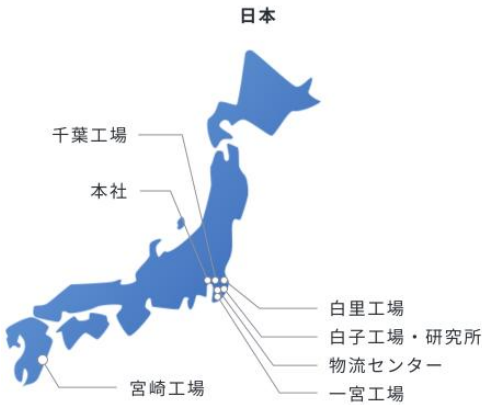 日本
千葉工場
本社
白里工場
白子工場・研究所
物流センター
一宮工場
宮崎工場